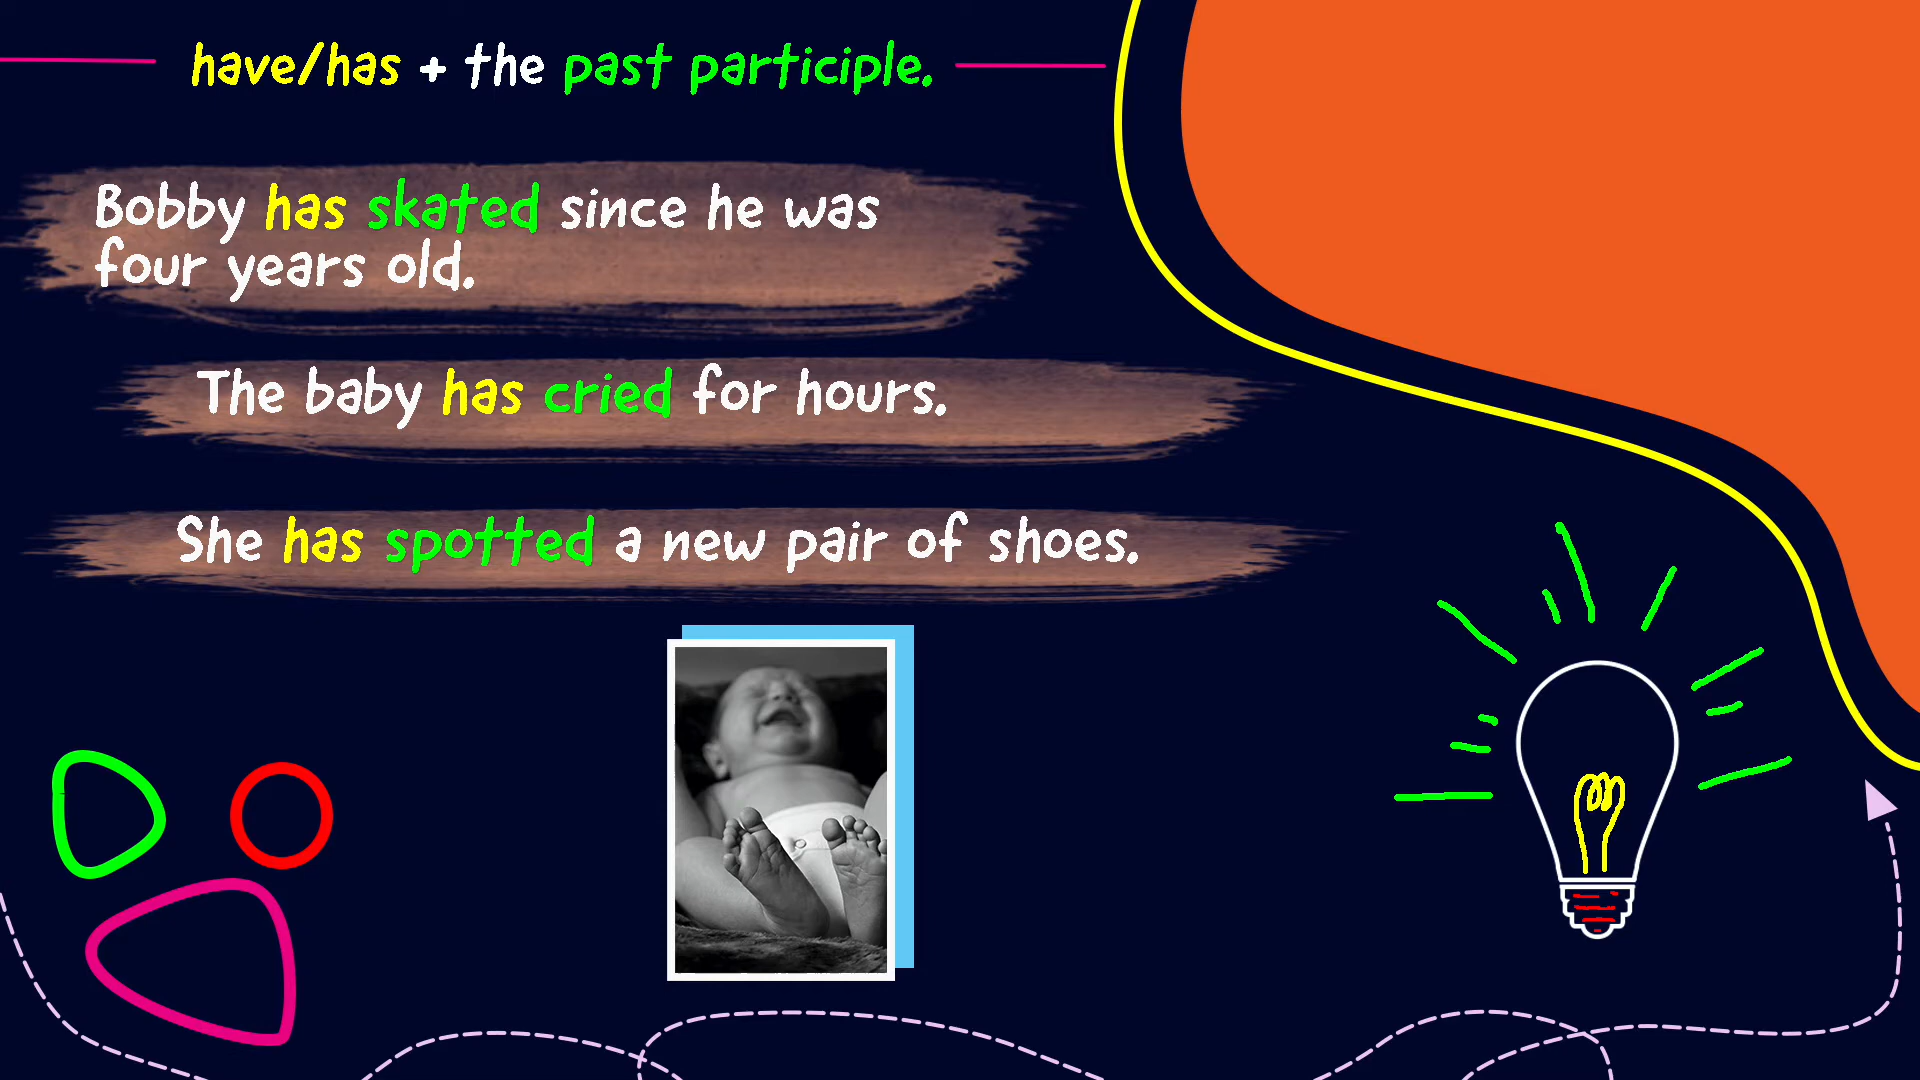 have/has + the past participle.
Bobby has skated since he was
four years old.
The baby has cried for hours.
She has spotted a new pair of shoes.